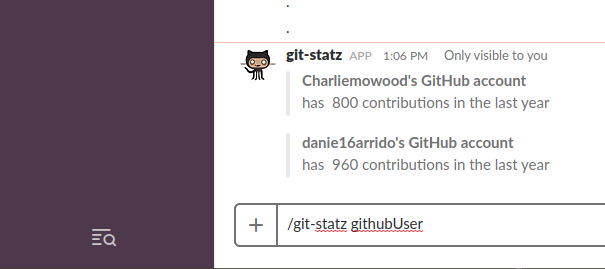 .
.
git-statz APP 1:06 PM Only visible to you
Charliemowood's GitHub account
has 800 contributions in the last year
danie16arrido's GitHub account
has 960 contributions in the last year
+ /git-statz githubUser